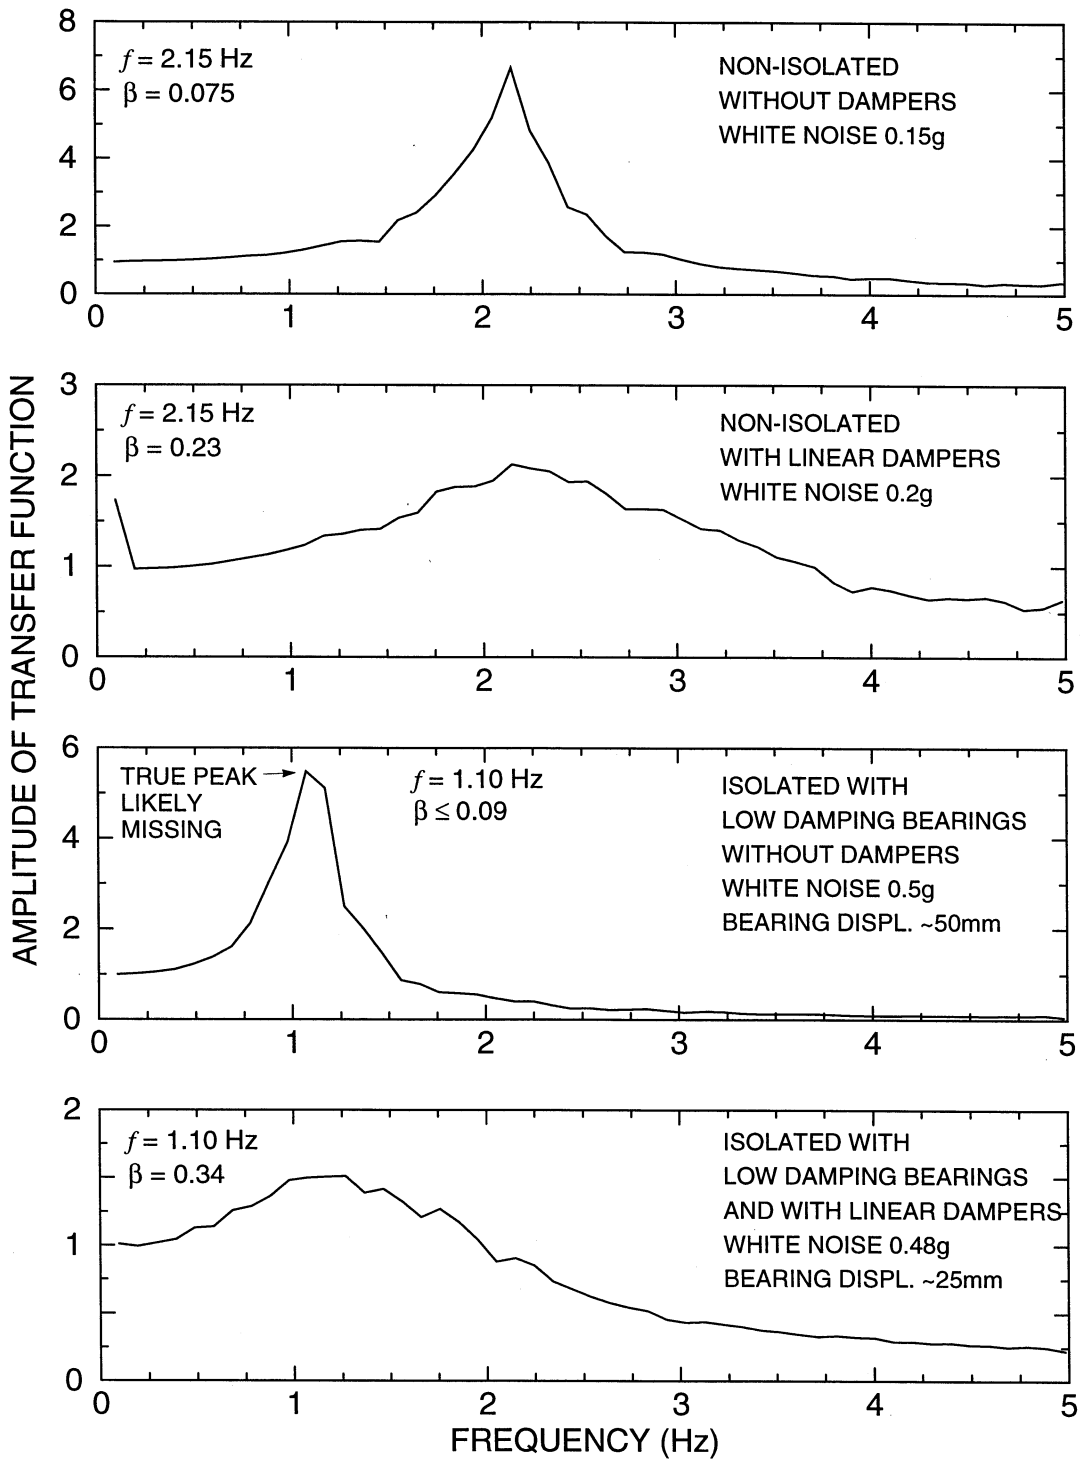 AMPLITUDE OF TRANSFER FUNCTION
8
6
4
2
0
f = 2.15 Hz
β = 0.075
NON-ISOLATED
WITHOUT DAMPERS
WHITE NOISE 0.15g
0 1 2 3 4 5
3
2
1
0
f = 2.15 Hz
β = 0.23
NON-ISOLATED
WITH LINEAR DAMPERS
WHITE NOISE 0.2g
0 1 2 3 4 5
6
4
2
0
TRUE PEAK
LIKELY
MISSING
f = 1.10 Hz
β ≤ 0.09
ISOLATED WITH
LOW DAMPING BEARINGS
WITHOUT DAMPERS
WHITE NOISE 0.5g
BEARING DISPL. ~50mm
0 1 2 3 4 5
2
1
0
f = 1.10 Hz
β = 0.34
ISOLATED WITH
LOW DAMPING BEARINGS
AND WITH LINEAR DAMPERS
WHITE NOISE 0.48g
BEARING DISPL. ~25mm
0 1 2 3 4 5
FREQUENCY (Hz)